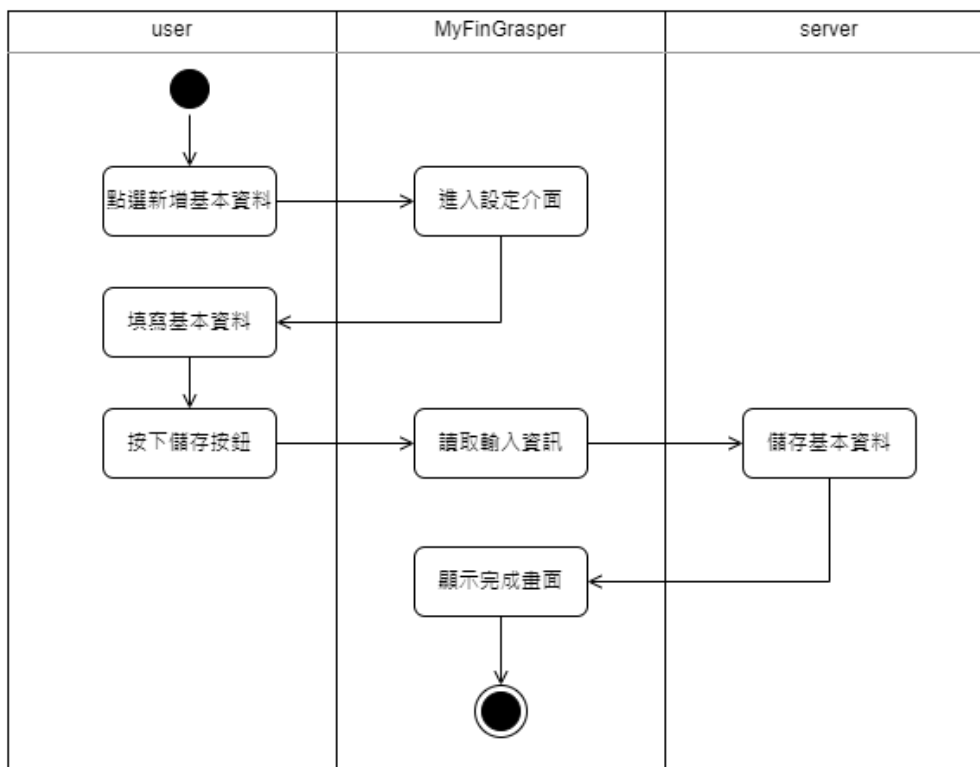 user
MyFinGrasper
server
點選新增基本資料
進入設定介面
填寫基本資料
按下儲存按鈕
讀取輸入資訊
儲存基本資料
顯示完成畫面